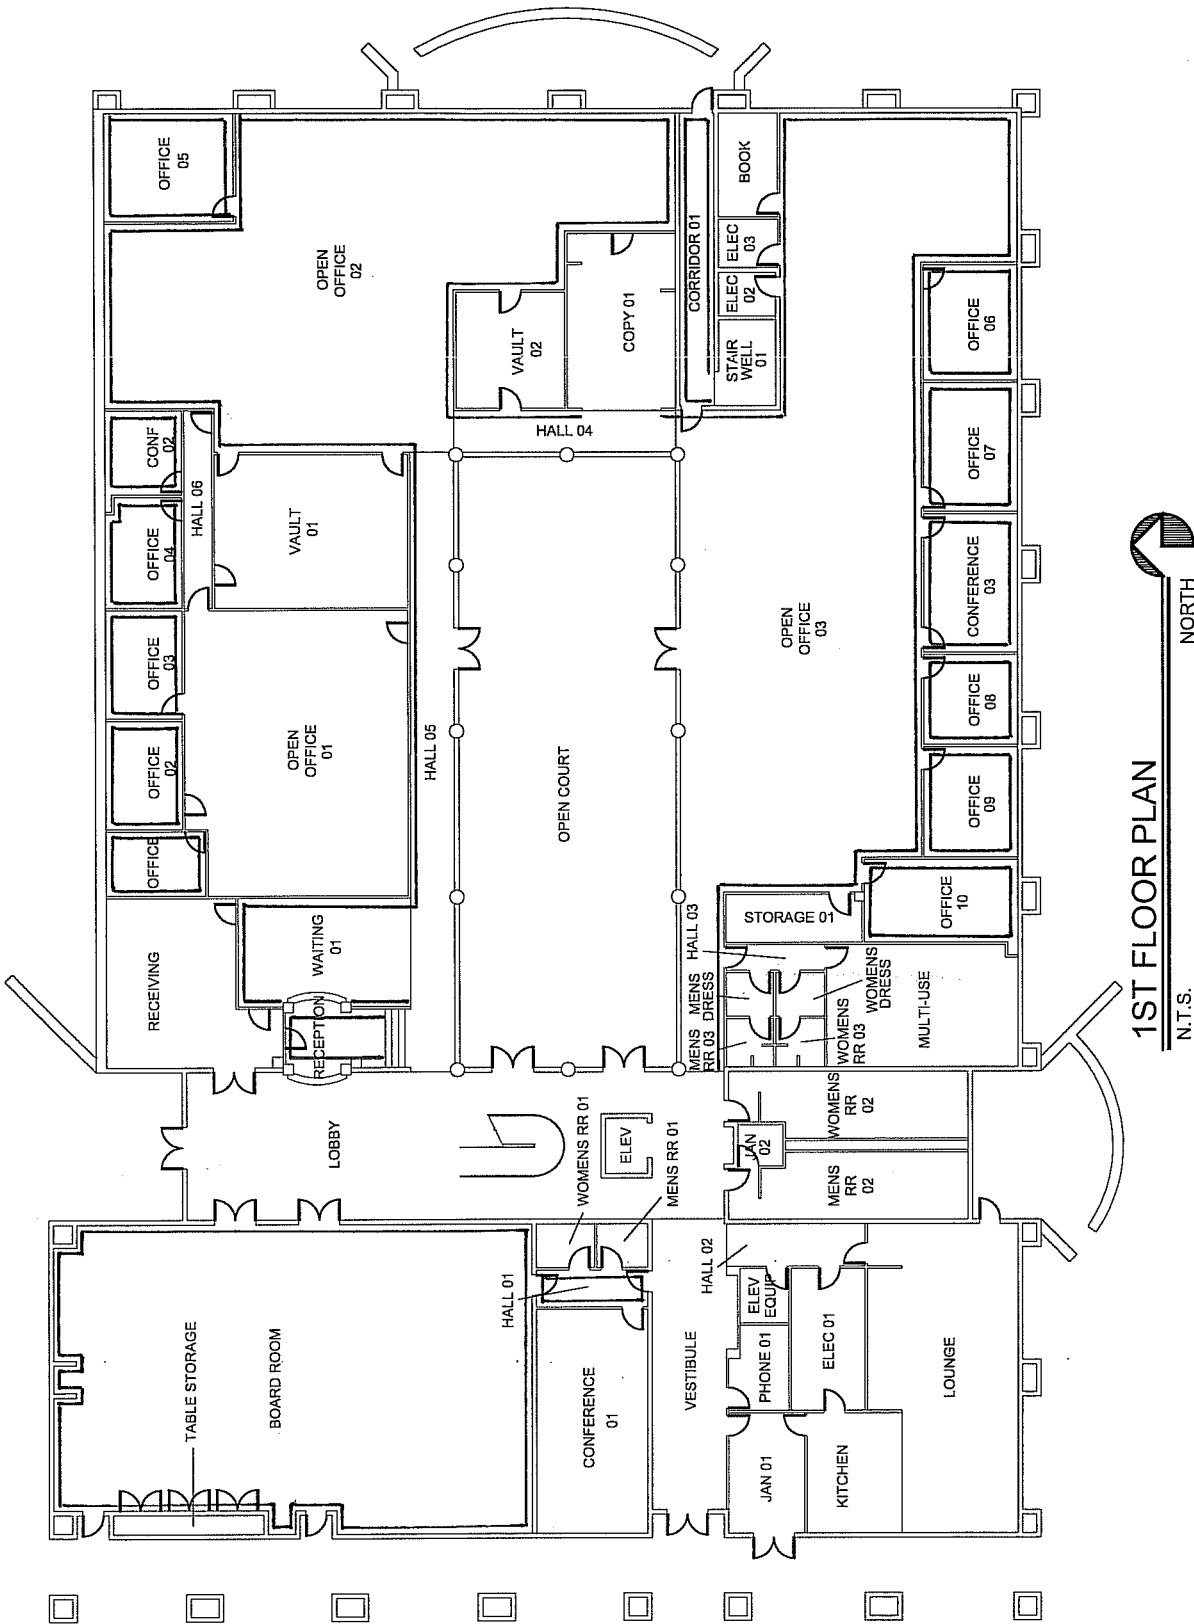 OFFICE
05
OPEN
OFFICE
02
BOOK
CORRIDOR 01
ELEC
03
ELEC
02
STAIR
WELL
01
VAULT
02
COPY 01
OFFICE
06
CONF
02
HALL 04
HALL 06
OFFICE
04
VAULT
01
OFFICE
07
CONFERENCE
03
OFFICE
03
OPEN
OFFICE
03
OFFICE
02
OPEN
OFFICE
01
HALL 05
OPEN COURT
OFFICE
08
OFFICE
09
OFFICE
RECEIVING
WAITING
01
RECEPTION
HALL 03
STORAGE 01
OFFICE
10
MENS
DRESS
WOMENS
DRESS
MENS
RR 03
WOMENS
RR 03
MULTI-USE
LOBBY
WOMENS RR 01
ELEV
MENS RR 01
JAN
02
WOMENS
RR
02
MENS
RR
02
HALL 01
HALL 02
TABLE STORAGE
BOARD ROOM
CONFERENCE
01
VESTIBULE
ELEV
EQUIP
PHONE 01
ELEC 01
LOUNGE
JAN 01
KITCHEN
1ST FLOOR PLAN
N.T.S.
NORTH